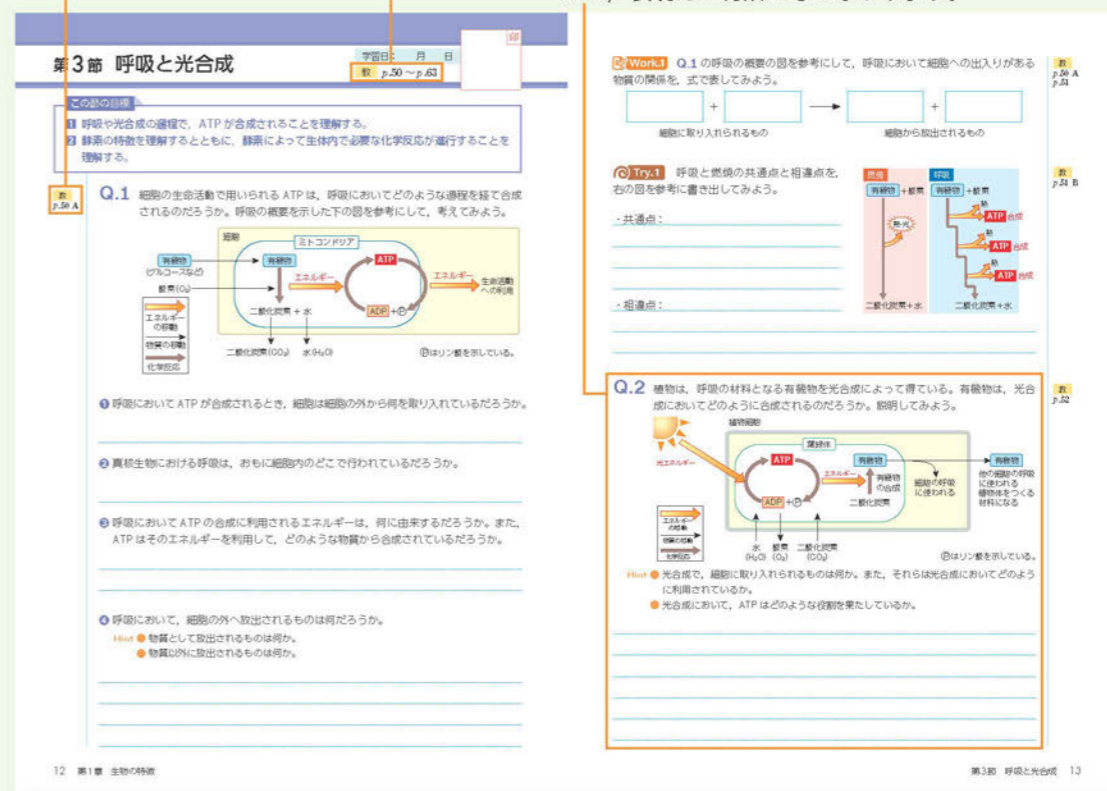 第3節 呼吸と光合成
学習日: 月 日
教 p.50～p.63
印
この節の目標
1 呼吸や光合成の過程で，ATPが合成されることを理解する。
2 酵素の特徴を理解するとともに，酵素によって生体内で必要な化学反応が進行することを
理解する。
教
p.50 A
Q.1 細胞の生命活動で用いられるATPは，呼吸においてどのような過程を経て合成
されるのだろうか。呼吸の概要を示した下の図を参考にして，考えてみよう。
細胞
ミトコンドリア
有機物
(グルコースなど)
有機物
ATP
酸素(O₂)
エネルギー
エネルギー
生命活動
への利用
二酸化炭素 + 水
ADP +Ⓟ
エネルギー
の移動
物質の移動
化学反応
二酸化炭素(CO₂)
水(H₂O)
Ⓟはリン酸を示している。
❶ 呼吸においてATPが合成されるとき，細胞は細胞の外から何を取り入れているだろうか。
❷ 真核生物における呼吸は，おもに細胞内のどこで行われているだろうか。
❸ 呼吸においてATPの合成に利用されるエネルギーは，何に由来するだろうか。また，
ATPはそのエネルギーを利用して，どのような物質から合成されているだろうか。
❹ 呼吸において，細胞の外へ放出されるものは何だろうか。
Hint ● 物質として放出されるものは何か。
● 物質以外に放出されるものは何か。
12 第1章 生物の特徴
Work.1 Q.1の呼吸の概要の図を参考にして，呼吸において細胞への出入りがある
物質の関係を，式で表してみよう。
教
p.50 A
p.51
+ → +
細胞に取り入れられるもの
細胞から放出されるもの
Try.1 呼吸と燃焼の共通点と相違点を，
右の図を参考に書き出してみよう。
・共通点：
・相違点：
燃焼
有機物 +酸素
熱・光
二酸化炭素+水
呼吸
有機物 +酸素
熱
ATP 合成
熱
ATP 合成
熱
ATP 合成
二酸化炭素+水
教
p.51 B
Q.2 植物は，呼吸の材料となる有機物を光合成によって得ている。有機物は，光合
成においてどのように合成されるのだろうか。説明してみよう。
教
p.52
植物細胞
葉緑体
光エネルギー
ATP
エネルギー
有機物
有機物
の合成
二酸化炭素
ADP +Ⓟ
細胞の呼吸
に使われる
有機物
他の細胞の呼吸
に使われる
植物体をつくる
材料になる
エネルギー
の移動
物質の移動
化学反応
水
(H₂O)
酸素
(O₂)
二酸化炭素
(CO₂)
Ⓟはリン酸を示している。
Hint ● 光合成で，細胞に取り入れられるものは何か。また，それらは光合成においてどのよう
に利用されているか。
● 光合成において，ATPはどのような役割を果たしているか。
第3節 呼吸と光合成 13